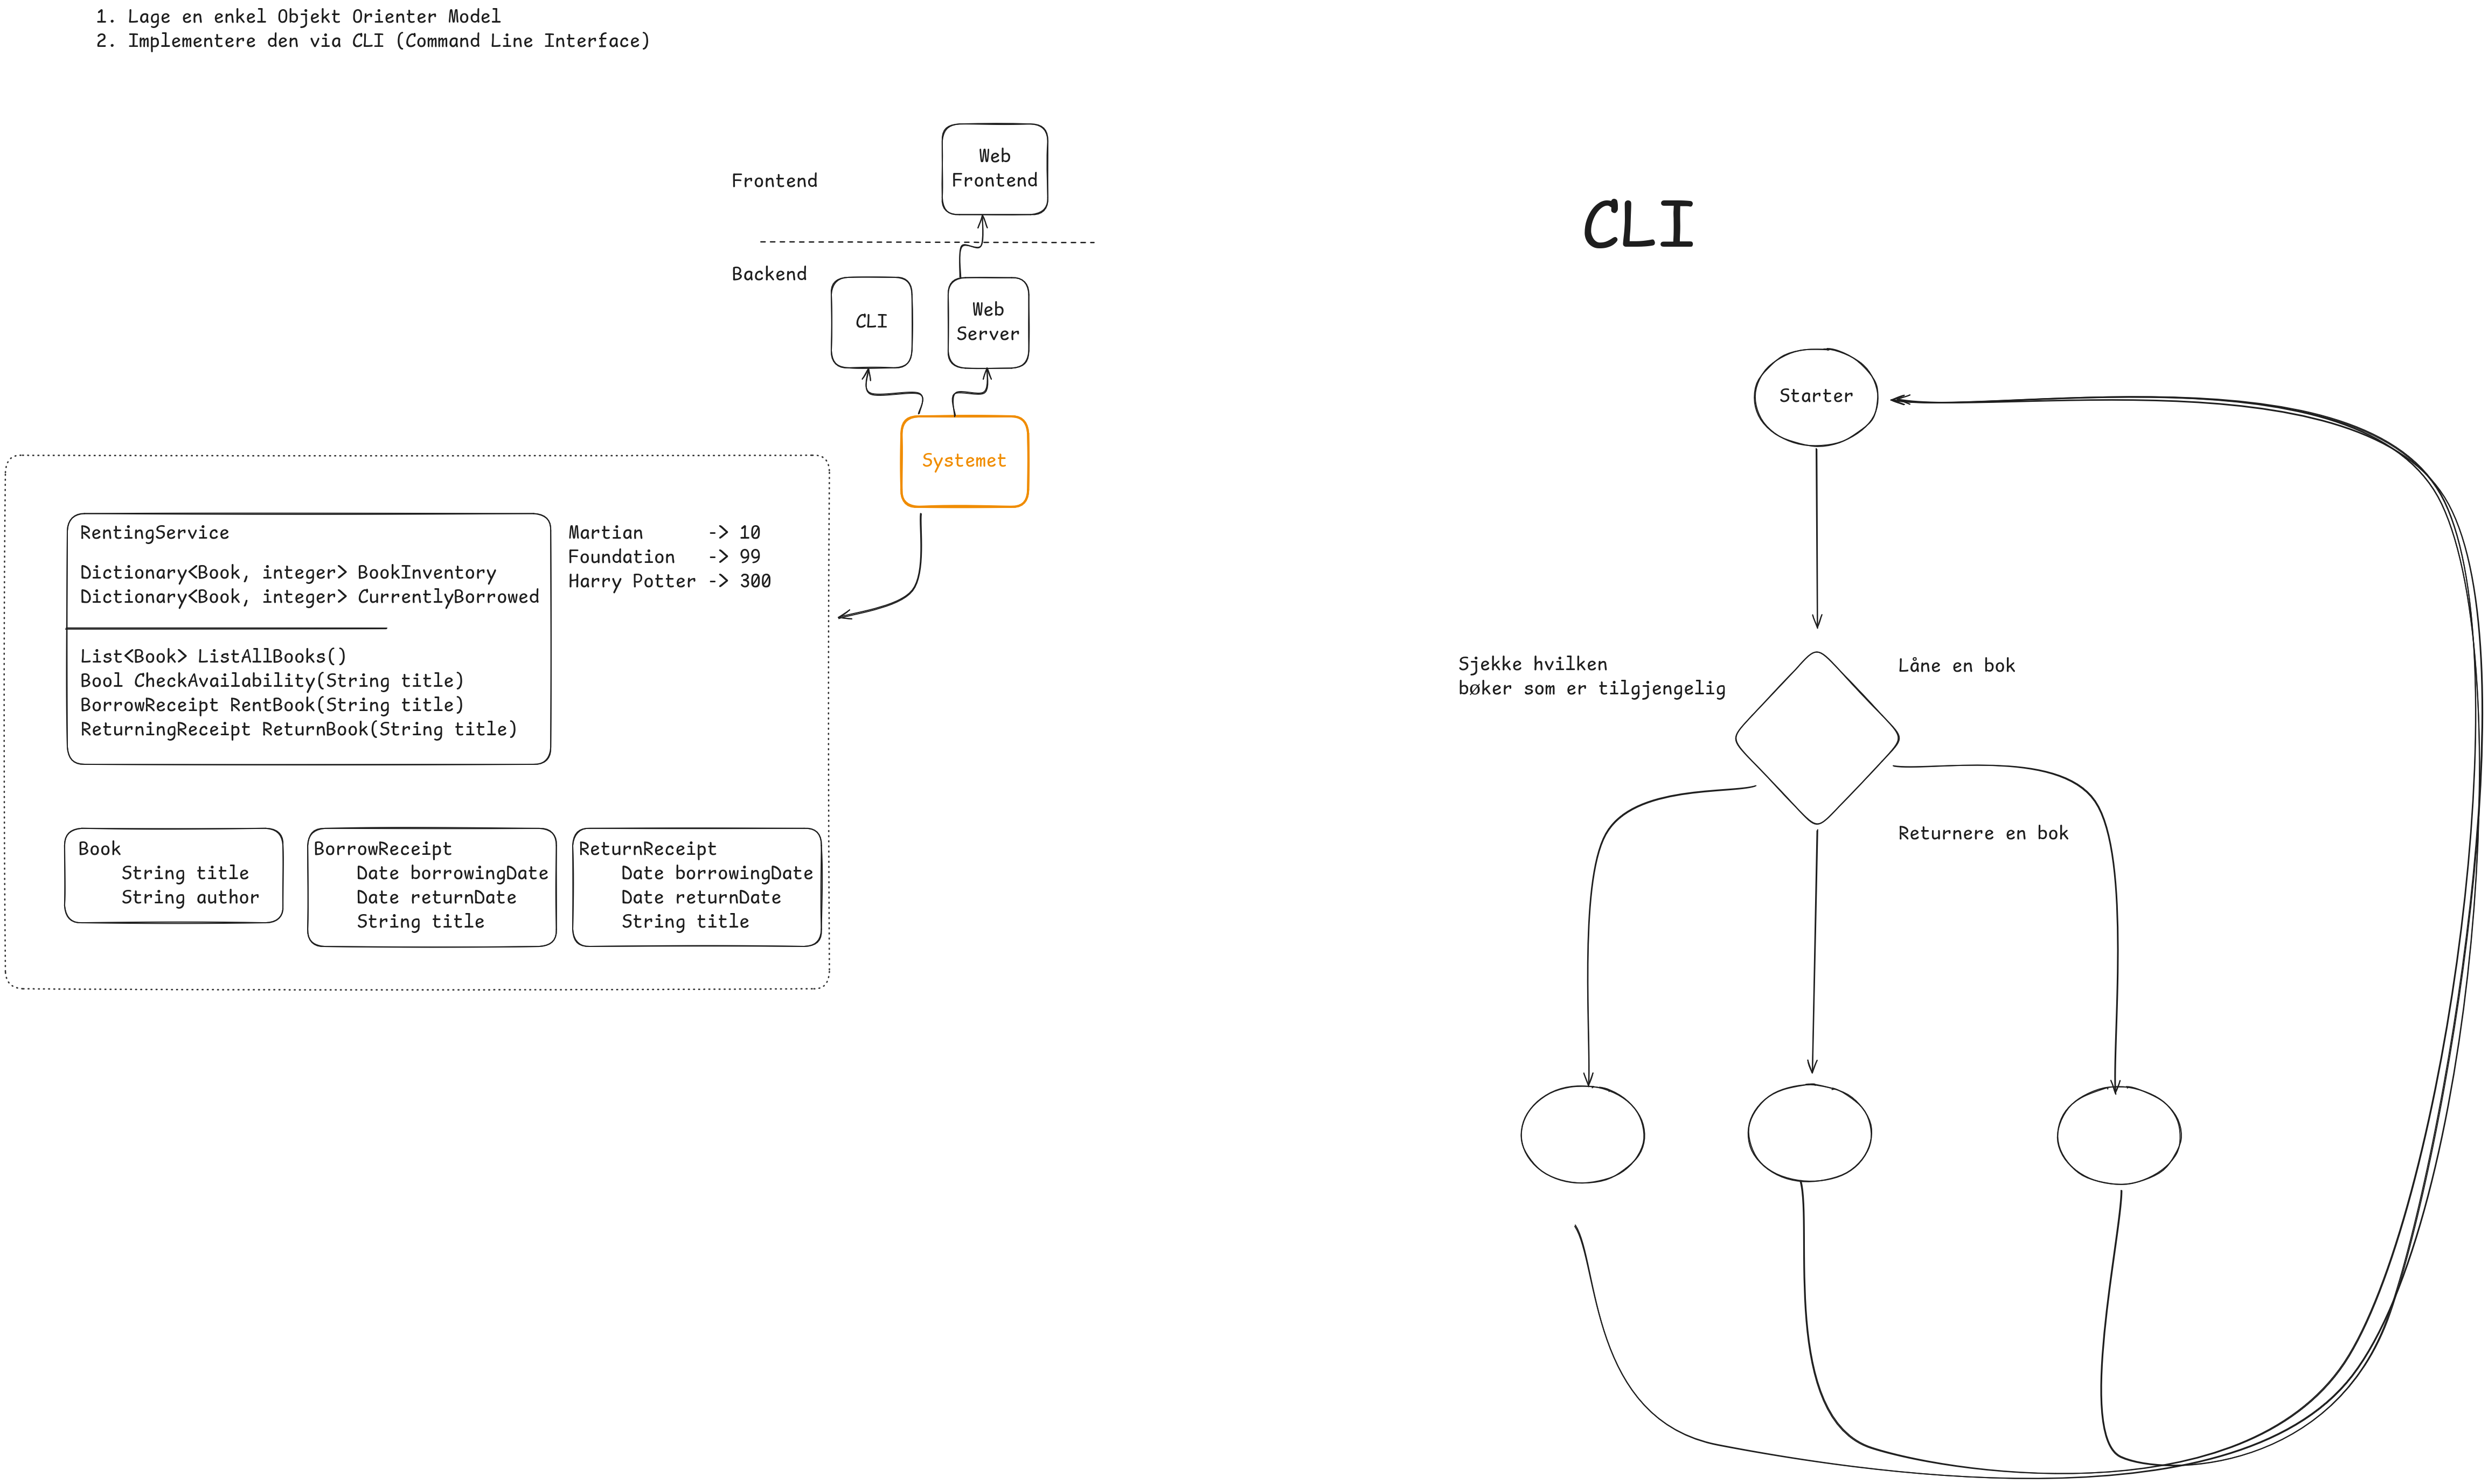 1. Lage en enkel Objekt Orienter Model
2. Implementere den via CLI (Command Line Interface)
Web
Frontend
Frontend
Backend
CLI
Web
Server
Systemet
RentingService
Dictionary<Book, integer> BookInventory
Dictionary<Book, integer> CurrentlyBorrowed
List<Book> ListAllBooks()
Bool CheckAvailability(String title)
BorrowReceipt RentBook(String title)
ReturningReceipt ReturnBook(String title)
Martian -> 10
Foundation -> 99
Harry Potter -> 300
Book
String title
String author
BorrowReceipt
Date borrowingDate
Date returnDate
String title
ReturnReceipt
Date borrowingDate
Date returnDate
String title
CLI
Starter
Sjekke hvilken
bøker som er tilgjengelig
Låne en bok
Returnere en bok